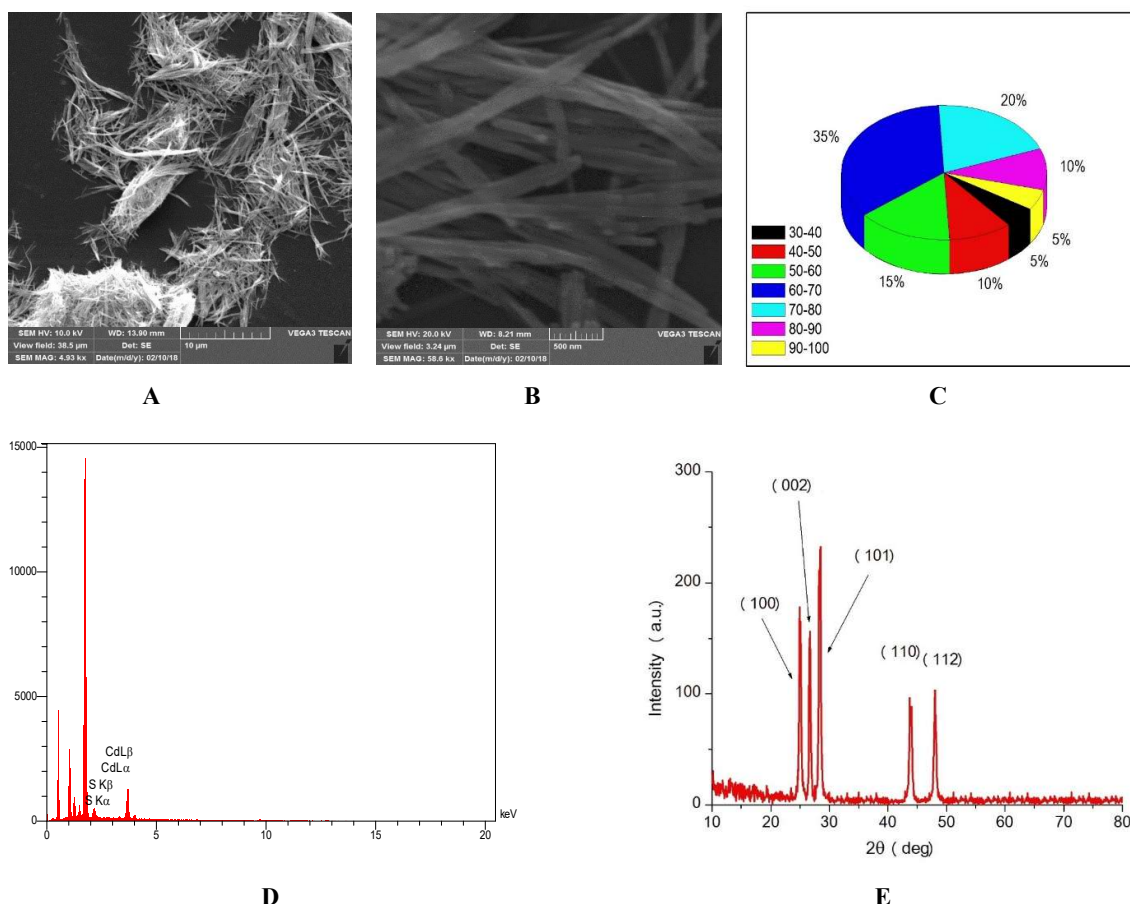 SEM HV: 10.0 kV WD: 13.90 mm VEGA3 TESCAN
View field: 38.5 µm Det: SE 10 µm
SEM MAG: 4.93 kx Date(m/d/y): 02/10/18
A
SEM HV: 20.0 kV WD: 8.21 mm VEGA3 TESCAN
View field: 3.24 µm Det: SE 500 nm
SEM MAG: 58.6 kx Date(m/d/y): 02/10/18
B
20%
35%
10%
5%
5%
10%
15%
30-40
40-50
50-60
60-70
70-80
80-90
90-100
C
15000
10000
5000
0
CdLβ
CdLα
S Kβ
S Kα
0 5 10 15 20 keV
D
300
200
100
0
Intensity ( a.u.)
( 002)
( 101)
( 100)
( 110) ( 112)
10 20 30 40 50 60 70 80
2θ ( deg)
E